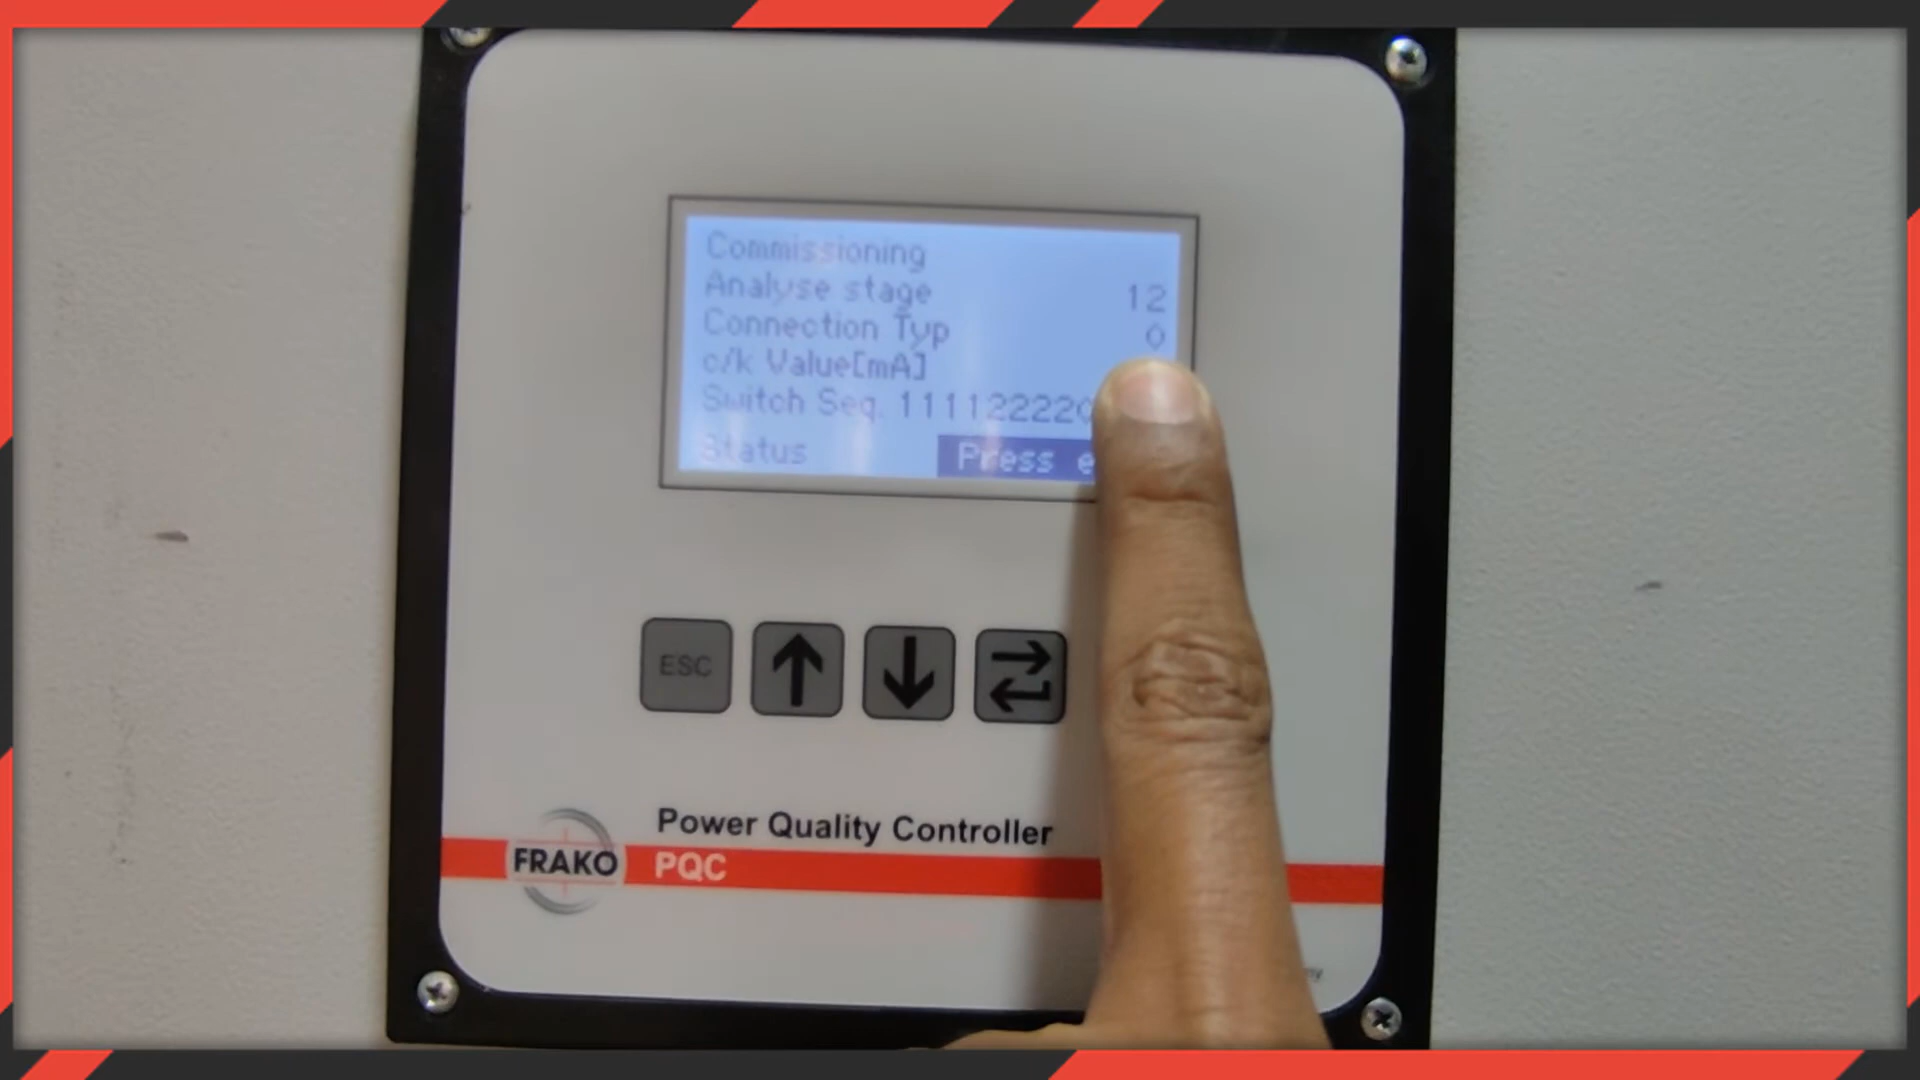 Commissioning
Analyse stage 12
Connection Typ 0
c/k Value[mA]
Switch Seq. 11112222
Status Press
ESC
Power Quality Controller
FRAKO PQC